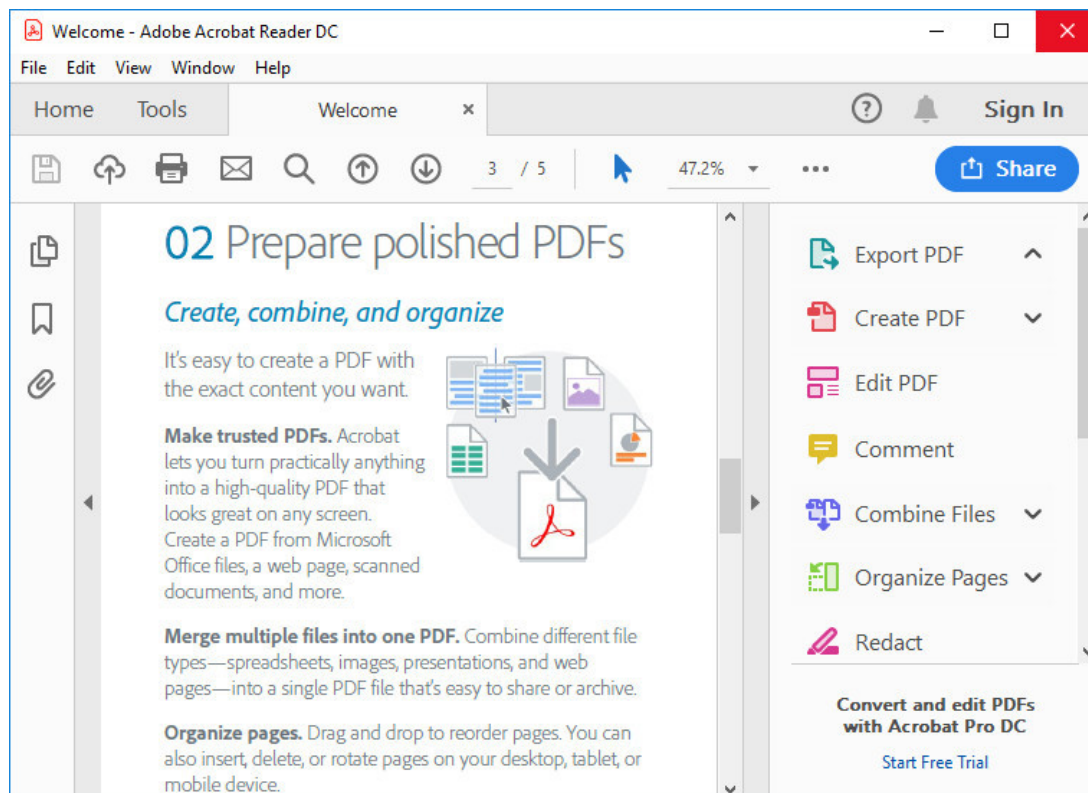 Welcome - Adobe Acrobat Reader DC
File Edit View Window Help
Home Tools Welcome × Sign In
3 / 5 47.2% Share
02 Prepare polished PDFs
Create, combine, and organize
It's easy to create a PDF with
the exact content you want.
Make trusted PDFs. Acrobat
lets you turn practically anything
into a high-quality PDF that
looks great on any screen.
Create a PDF from Microsoft
Office files, a web page, scanned
documents, and more.
Merge multiple files into one PDF. Combine different file
types—spreadsheets, images, presentations, and web
pages—into a single PDF file that's easy to share or archive.
Organize pages. Drag and drop to reorder pages. You can
also insert, delete, or rotate pages on your desktop, tablet, or
mobile device.
Export PDF
Create PDF
Edit PDF
Comment
Combine Files
Organize Pages
Redact
Convert and edit PDFs
with Acrobat Pro DC
Start Free Trial